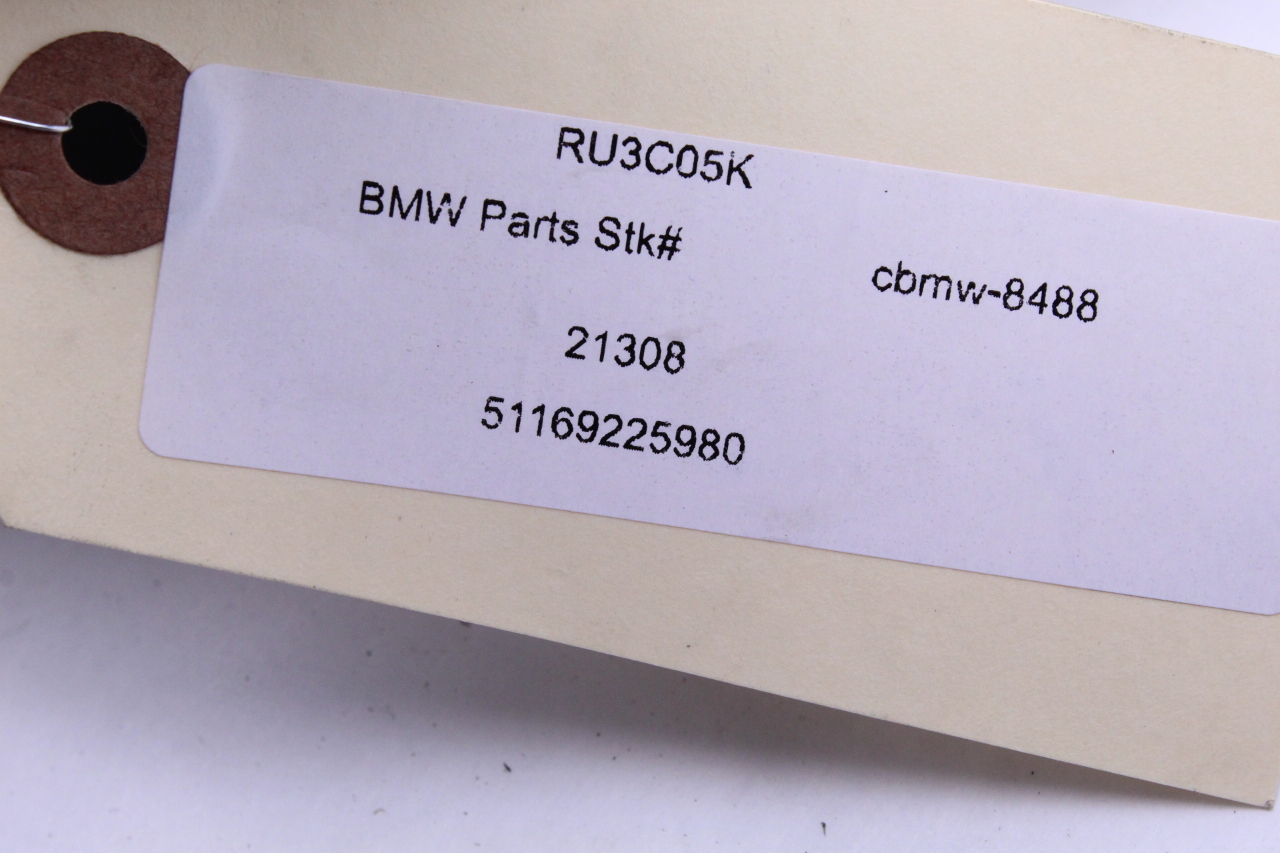 RU3C05K
BMW Parts Stk#
cbmw-8488
21308
51169225980